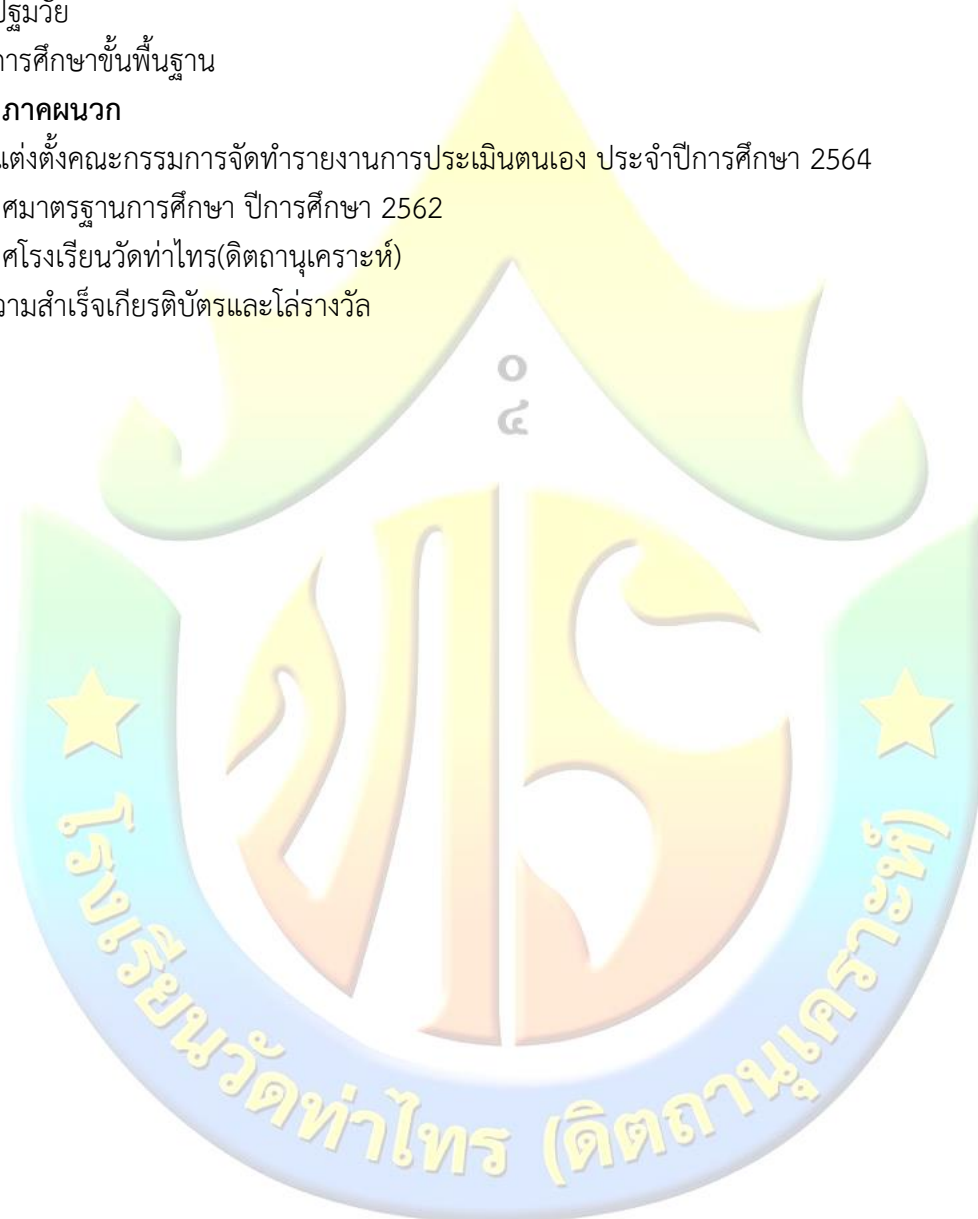 ปฐมวัย
การศึกษาขั้นพื้นฐาน
ภาคผนวก
แต่งตั้งคณะกรรมการจัดทำรายงานการประเมินตนเอง ประจำปีการศึกษา 2564
ศมาตรฐานการศึกษา ปีการศึกษา 2562
ศโรงเรียนวัดท่าไทร(ดิตถานุเคราะห์)
วามสำเร็จเกียรติบัตรและโล่รางวัล
๐
๔
ทร
โรงเรียนวัดท่าไทร (ดิตถานุเคราะห์)